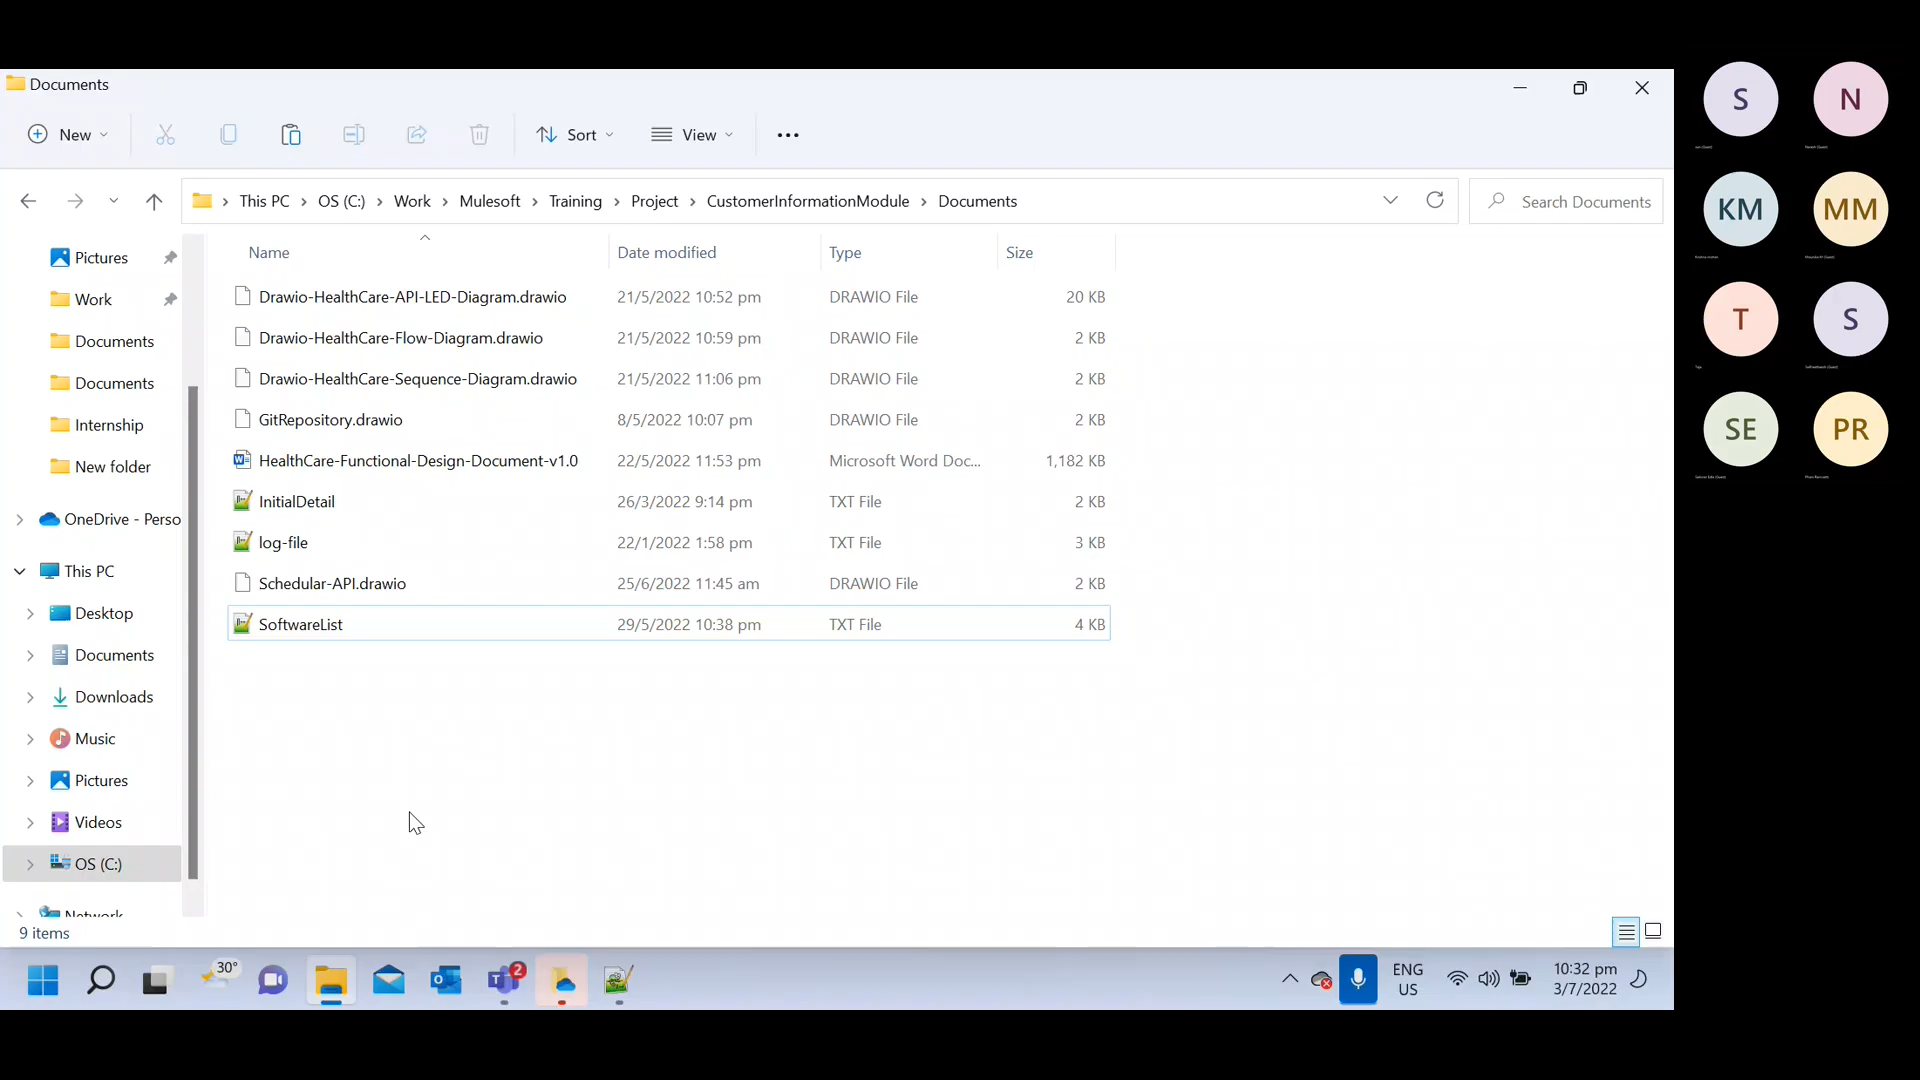 Documents
New
Sort
View
This PC
OS (C:)
Work
Mulesoft
Training
Project
CustomerInformationModule
Documents
Search Documents
Name
Date modified
Type
Size
Drawio-HealthCare-API-LED-Diagram.drawio 21/5/2022 10:52 pm DRAWIO File 20 KB
Drawio-HealthCare-Flow-Diagram.drawio 21/5/2022 10:59 pm DRAWIO File 2 KB
Drawio-HealthCare-Sequence-Diagram.drawio 21/5/2022 11:06 pm DRAWIO File 2 KB
GitRepository.drawio 8/5/2022 10:07 pm DRAWIO File 2 KB
HealthCare-Functional-Design-Document-v1.0 22/5/2022 11:53 pm Microsoft Word Doc... 1,182 KB
InitialDetail 26/3/2022 9:14 pm TXT File 2 KB
log-file 22/1/2022 1:58 pm TXT File 3 KB
Schedular-API.drawio 25/6/2022 11:45 am DRAWIO File 2 KB
SoftwareList 29/5/2022 10:38 pm TXT File 4 KB
Pictures
Work
Documents
Documents
Internship
New folder
OneDrive - Perso
This PC
Desktop
Documents
Downloads
Music
Pictures
Videos
OS (C:)
Network
9 items
30°
2
ENG
US
10:32 pm
3/7/2022
S
N
KM
MM
T
S
SE
PR